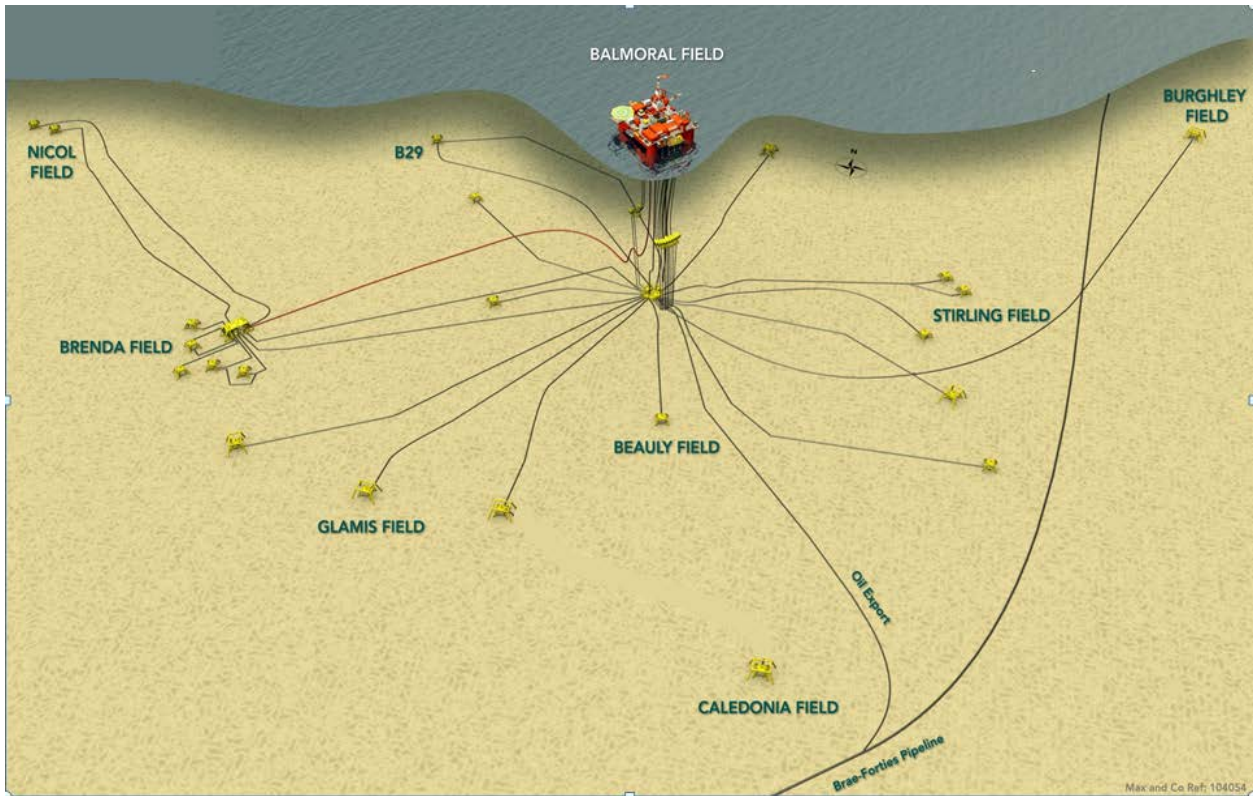 BALMORAL FIELD
BURGHLEY
FIELD
NICOL
FIELD
B29
N
STIRLING FIELD
BRENDA FIELD
BEAULY FIELD
GLAMIS FIELD
Oil Export
CALEDONIA FIELD
Brae-Forties Pipeline
Max and Co Ref: 104054